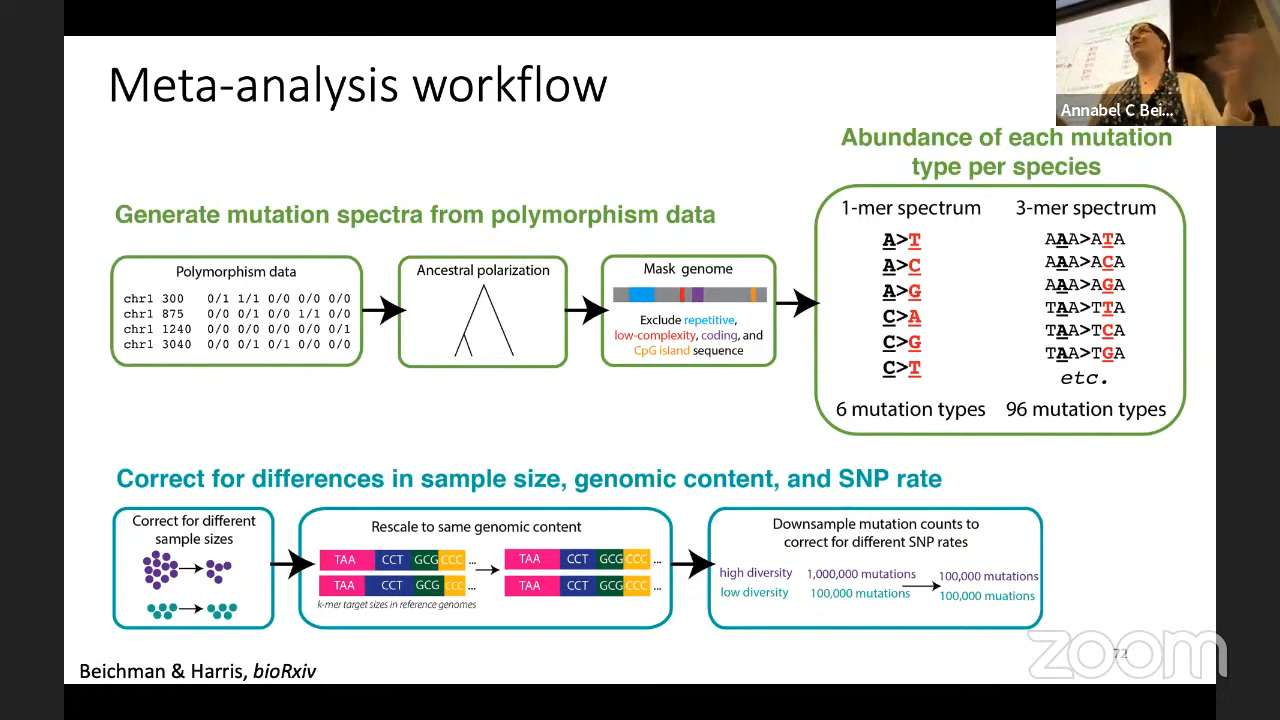 Meta-analysis workflow
Annabel C Bei...
Abundance of each mutation
type per species
Generate mutation spectra from polymorphism data
Polymorphism data
chr1 300 0/1 1/1 0/0 0/0 0/0
chr1 875 0/0 0/1 0/0 1/1 0/0
chr1 1240 0/0 0/0 0/0 0/0 0/1
chr1 3040 0/0 0/1 0/1 0/0 0/0
Ancestral polarization
Mask genome
Exclude repetitive,
low-complexity, coding, and
CpG island sequence
1-mer spectrum
A>T
A>C
A>G
C>A
C>G
C>T
6 mutation types
3-mer spectrum
AAA>ATA
AAA>ACA
AAA>AGA
TAA>TTA
TAA>TCA
TAA>TGA
etc.
96 mutation types
Correct for differences in sample size, genomic content, and SNP rate
Correct for different
sample sizes
Rescale to same genomic content
TAA CCT GCG CCC ... TAA CCT GCG CCC ...
TAA CCT GCG CCC ... TAA CCT GCG CCC ...
k-mer target sizes in reference genomes
Downsample mutation counts to
correct for different SNP rates
high diversity 1,000,000 mutations 100,000 mutations
low diversity 100,000 mutations 100,000 muations
Beichman & Harris, bioRxiv
72
zoom